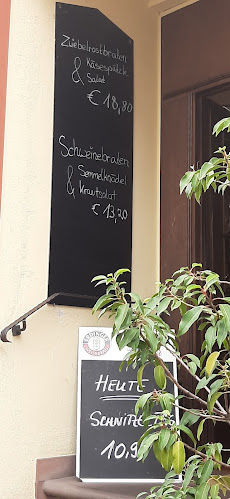 Zwiebelrostbraten
Käsespätzle
& Salat
€ 18,80
Schweinebraten
Semmelknödel
& Krautsalat
€ 13,20
HEUTE
SCHNITZ
10,9